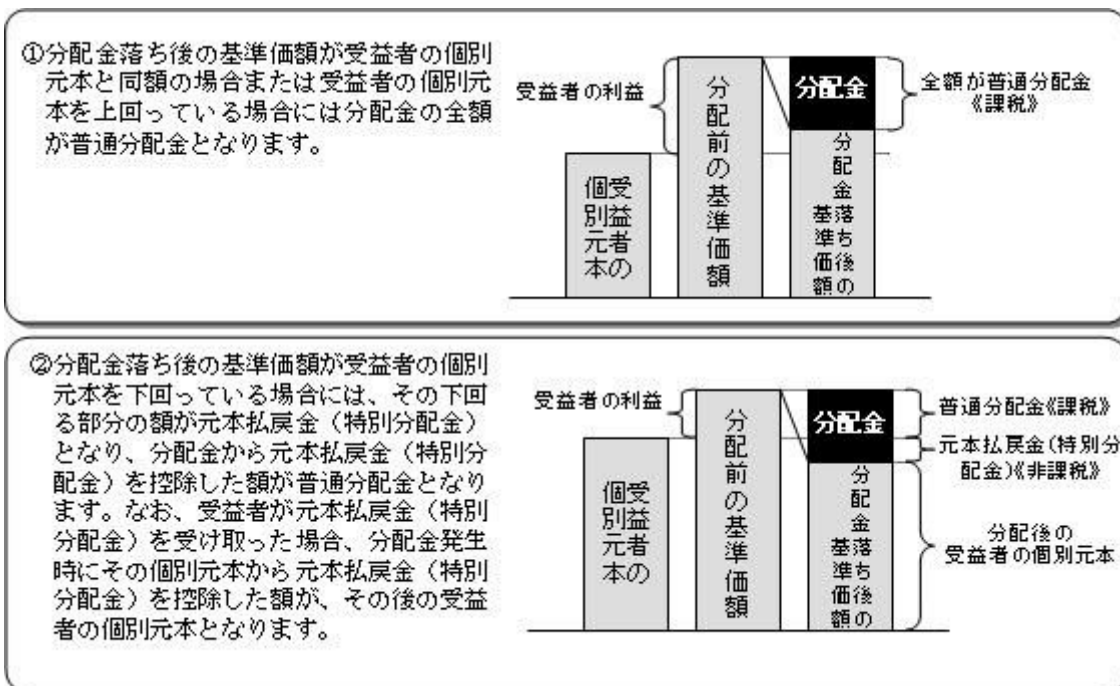 ①分配金落ち後の基準価額が受益者の個別
元本と同額の場合または受益者の個別元
本を上回っている場合には分配金の全額
が普通分配金となります。
受益者の利益
受益者の
個別元本
分配前の基準価額
分配金
分配金落ち後の
基準価額
全額が普通分配金
《課税》
②分配金落ち後の基準価額が受益者の個別
元本を下回っている場合には、その下回
る部分の額が元本払戻金（特別分配金）
となり、分配金から元本払戻金（特別分
配金）を控除した額が普通分配金となり
ます。なお、受益者が元本払戻金（特別
分配金）を受け取った場合、分配金発生
時にその個別元本から元本払戻金（特別
分配金）を控除した額が、その後の受益
者の個別元本となります。
受益者の利益
受益者の
個別元本
分配前の基準価額
分配金
分配金落ち後の
基準価額
普通分配金《課税》
元本払戻金(特別分
配金)《非課税》
分配後の
受益者の個別元本